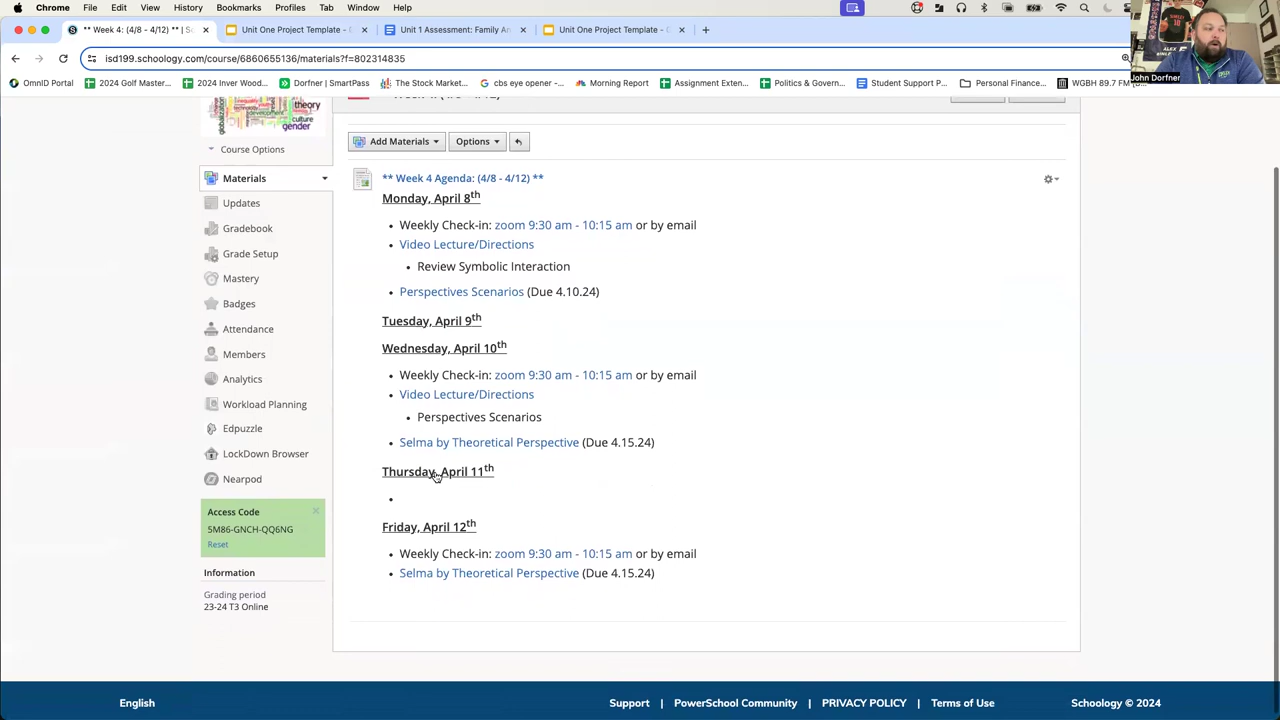 Chrome File Edit View History Bookmarks Profiles Tab Window Help
** Week 4: (4/8 - 4/12) ** | Sc
Unit One Project Template -
Unit 1 Assessment: Family An
Unit One Project Template -
isd199.schoology.com/course/6860655136/materials?f=802314835
John Dorfner
OmnID Portal
2024 Golf Master...
2024 Inver Wood...
Dorfner | SmartPass
The Stock Market...
cbs eye opener -...
Morning Report
Assignment Exten...
Politics & Govern...
Student Support P...
Personal Finance...
WGBH 89.7 FM
theory
globalization
culture
gender
Course Options
Materials
Updates
Gradebook
Grade Setup
Mastery
Badges
Attendance
Members
Analytics
Workload Planning
Edpuzzle
LockDown Browser
Nearpod
Access Code
5M86-GNCH-QQ6NG
Reset
Information
Grading period
23-24 T3 Online
Add Materials
Options
** Week 4 Agenda: (4/8 - 4/12) **
Monday, April 8th
• Weekly Check-in: zoom 9:30 am - 10:15 am or by email
• Video Lecture/Directions
• Review Symbolic Interaction
• Perspectives Scenarios (Due 4.10.24)
Tuesday, April 9th
Wednesday, April 10th
• Weekly Check-in: zoom 9:30 am - 10:15 am or by email
• Video Lecture/Directions
• Perspectives Scenarios
• Selma by Theoretical Perspective (Due 4.15.24)
Thursday, April 11th
•
Friday, April 12th
• Weekly Check-in: zoom 9:30 am - 10:15 am or by email
• Selma by Theoretical Perspective (Due 4.15.24)
English
Support | PowerSchool Community | PRIVACY POLICY | Terms of Use
Schoology © 2024